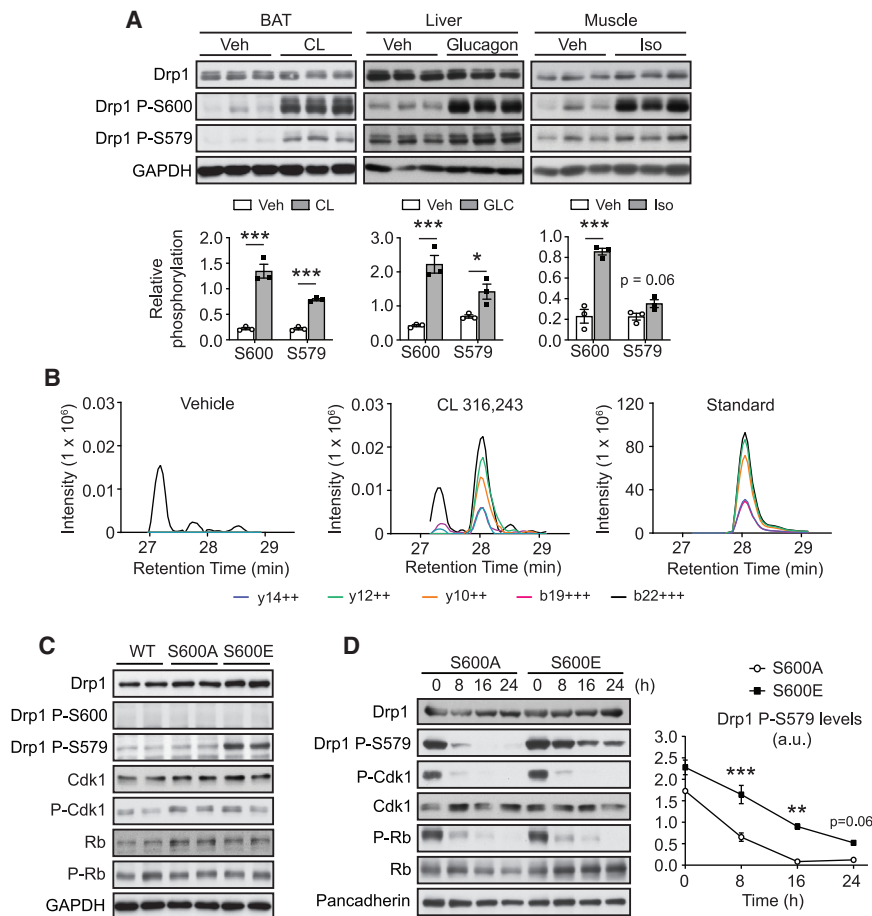 A
BAT Liver Muscle
Veh CL Veh Glucagon Veh Iso
Drp1
Drp1 P-S600
Drp1 P-S579
GAPDH
Veh CL Veh GLC Veh Iso
Relative phosphorylation
2.0
1.5
1.0
0.5
0.0
*** ***
S600 S579
3.0
2.0
1.0
0.0
*** *
S600 S579
1.0
0.8
0.6
0.4
0.2
0
*** p = 0.06
S600 S579
B
Vehicle
Intensity (1 x 10⁶)
0.03
0.02
0.01
0
27 28 29
Retention Time (min)
CL 316,243
Intensity (1 x 10⁶)
0.03
0.02
0.01
0
27 28 29
Retention Time (min)
Standard
Intensity (1 x 10⁶)
120
80
40
0
27 28 29
Retention Time (min)
y14++ y12++ y10++ b19+++ b22+++
C
WT S600A S600E
Drp1
Drp1 P-S600
Drp1 P-S579
Cdk1
P-Cdk1
Rb
P-Rb
GAPDH
D
S600A S600E
0 8 16 24 0 8 16 24 (h)
Drp1
Drp1 P-S579
P-Cdk1
Cdk1
P-Rb
Rb
Pancadherin
S600A
S600E
Drp1 P-S579 levels
(a.u.)
3.0
2.5
2.0
1.5
1.0
0.5
0.0
***
**
p=0.06
0 8 16 24
Time (h)